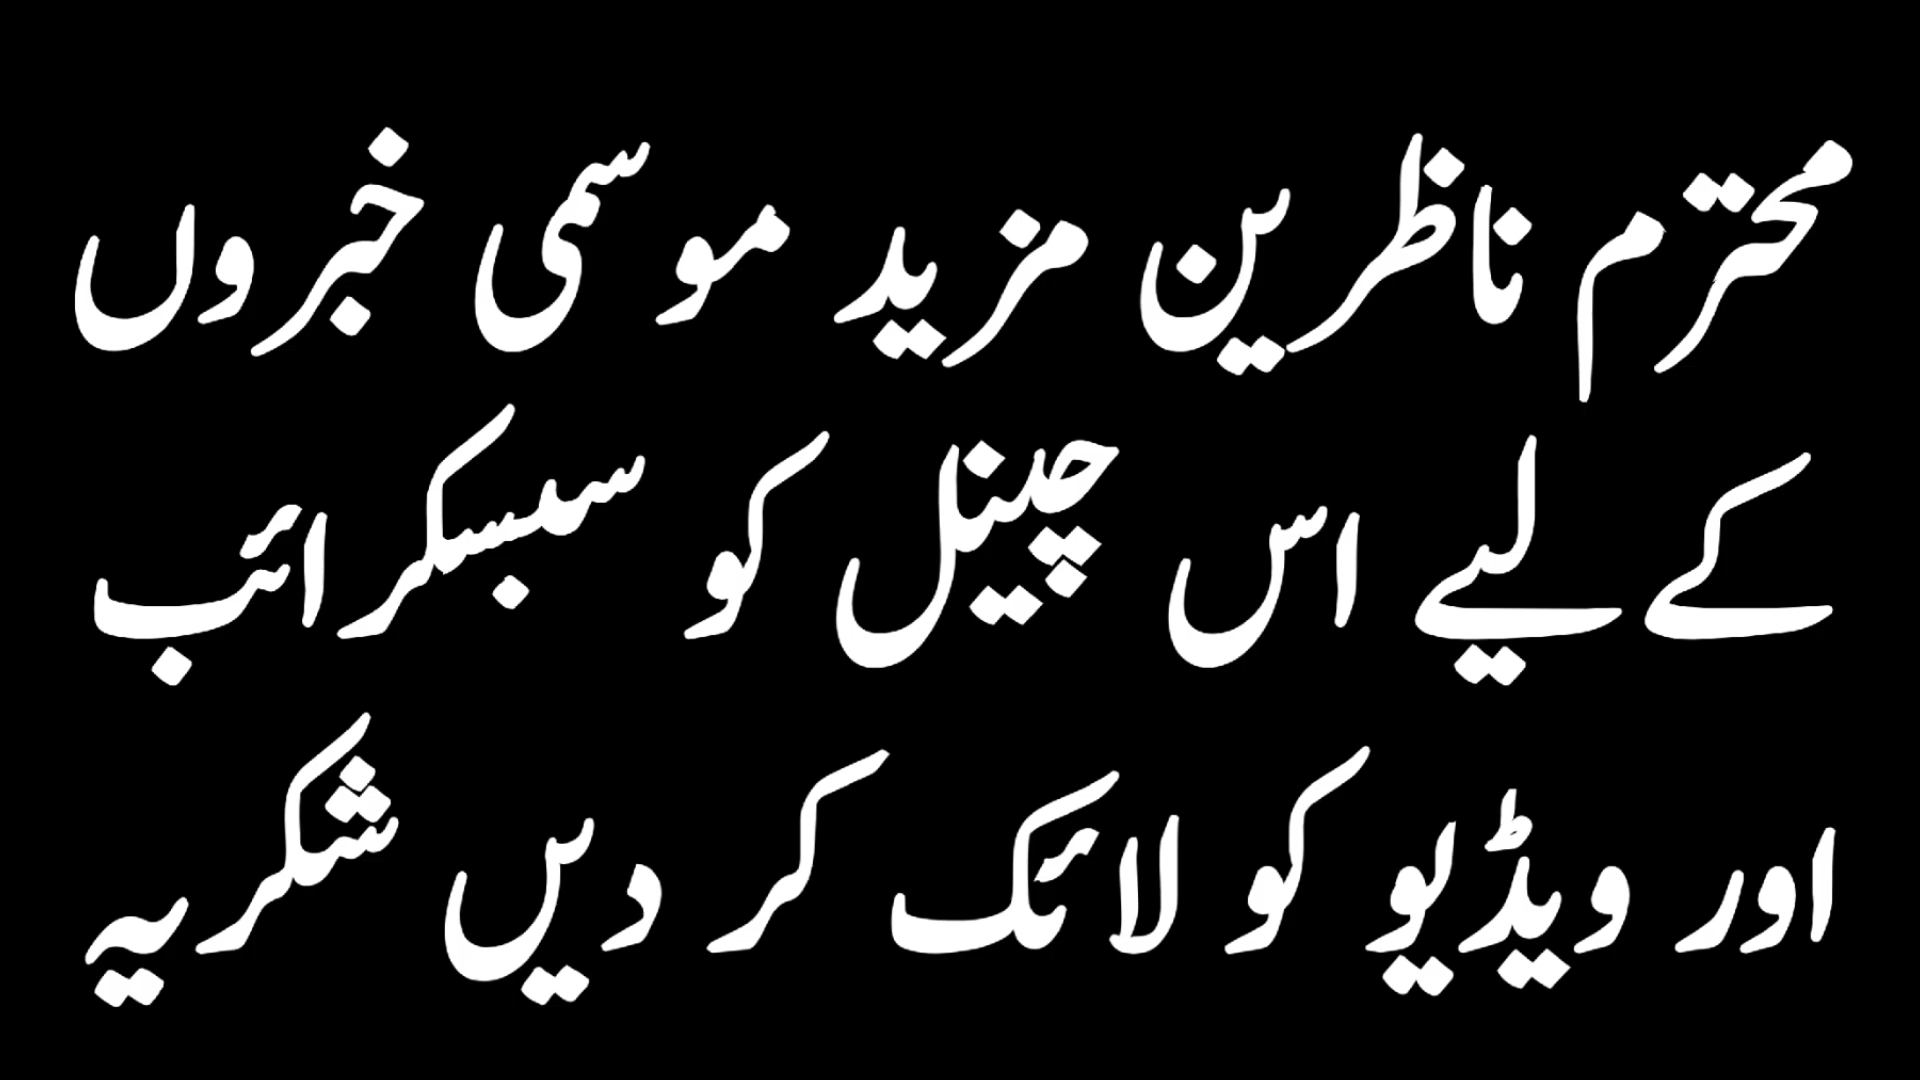 محترم ناظرین مزید موسمی خبروں
کے لیے اس چینل کو سبسکرائب
اور ویڈیو کو لائک کر دیں شکریہ